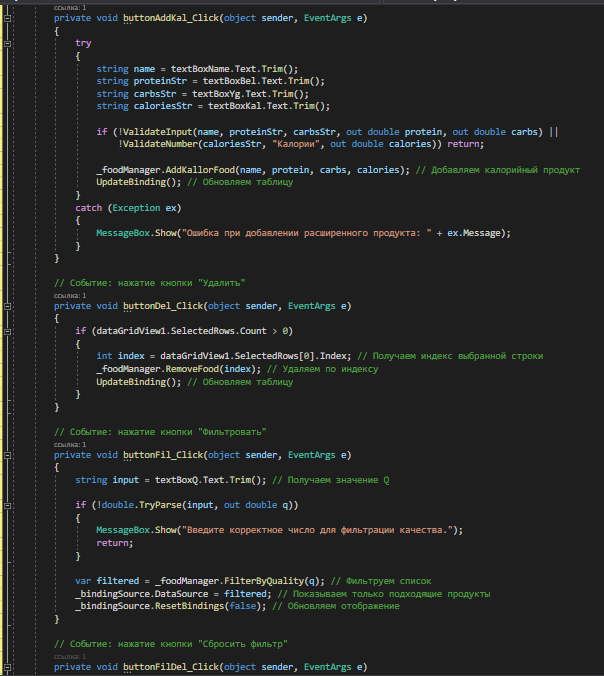 ссылка: 1
private void buttonAddKal_Click(object sender, EventArgs e)
{
    try
    {
        string name = textBoxName.Text.Trim();
        string proteinStr = textBoxBel.Text.Trim();
        string carbsStr = textBoxYg.Text.Trim();
        string caloriesStr = textBoxKal.Text.Trim();

        if (!ValidateInput(name, proteinStr, carbsStr, out double protein, out double carbs) ||
            !ValidateNumber(caloriesStr, "Калории", out double calories)) return;

        _foodManager.AddKallorFood(name, protein, carbs, calories); // Добавляем калорийный продукт
        UpdateBinding(); // Обновляем таблицу
    }
    catch (Exception ex)
    {
        MessageBox.Show("Ошибка при добавлении расширенного продукта: " + ex.Message);
    }
}

// Событие: нажатие кнопки "Удалить"
ссылка: 1
private void buttonDel_Click(object sender, EventArgs e)
{
    if (dataGridView1.SelectedRows.Count > 0)
    {
        int index = dataGridView1.SelectedRows[0].Index; // Получаем индекс выбранной строки
        _foodManager.RemoveFood(index); // Удаляем по индексу
        UpdateBinding(); // Обновляем таблицу
    }
}

// Событие: нажатие кнопки "Фильтровать"
ссылка: 1
private void buttonFil_Click(object sender, EventArgs e)
{
    string input = textBoxQ.Text.Trim(); // Получаем значение Q

    if (!double.TryParse(input, out double q))
    {
        MessageBox.Show("Введите корректное число для фильтрации качества.");
        return;
    }

    var filtered = _foodManager.FilterByQuality(q); // Фильтруем список
    _bindingSource.DataSource = filtered; // Показываем только подходящие продукты
    _bindingSource.ResetBindings(false); // Обновляем отображение
}

// Событие: нажатие кнопки "Сбросить фильтр"
ссылка: 1
private void buttonFilDel_Click(object sender, EventArgs e)